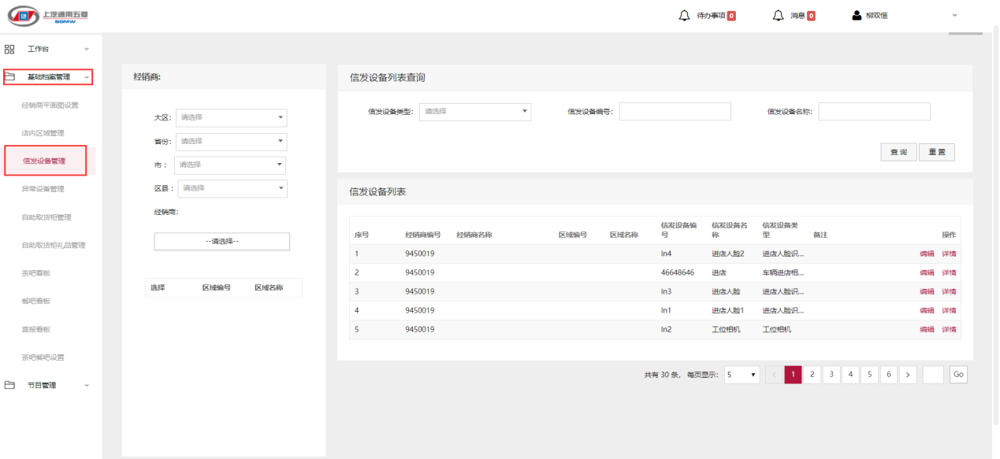 上汽通用五菱
SGMW
待办事项 0
消息 0
柳双恒
工作台
基础档案管理
经销商平面图设置
店内区域管理
信发设备管理
异常设备管理
自助取货柜管理
自助取货柜礼品管理
茶吧看板
餐吧看板
喜报看板
茶吧餐吧设置
节目管理
经销商:
大区: 请选择
省份: 请选择
市: 请选择
区县: 请选择
经销商:
--请选择--
选择 区域编号 区域名称
信发设备列表查询
信发设备类型: 请选择 信发设备编号: 信发设备名称:
查询 重置
信发设备列表
序号 经销商编号 经销商名称 区域编号 区域名称 信发设备编号 信发设备名称 信发设备类型 备注 操作
1 9450019 In4 进店人脸2 进店人脸识... 编辑 详情
2 9450019 46648646 进店 车辆进店相... 编辑 详情
3 9450019 In3 进店人脸 进店人脸识... 编辑 详情
4 9450019 In1 进店人脸1 进店人脸识... 编辑 详情
5 9450019 In2 工位相机 工位相机 编辑 详情
共有 30 条, 每页显示: 5 < 1 2 3 4 5 6 > Go